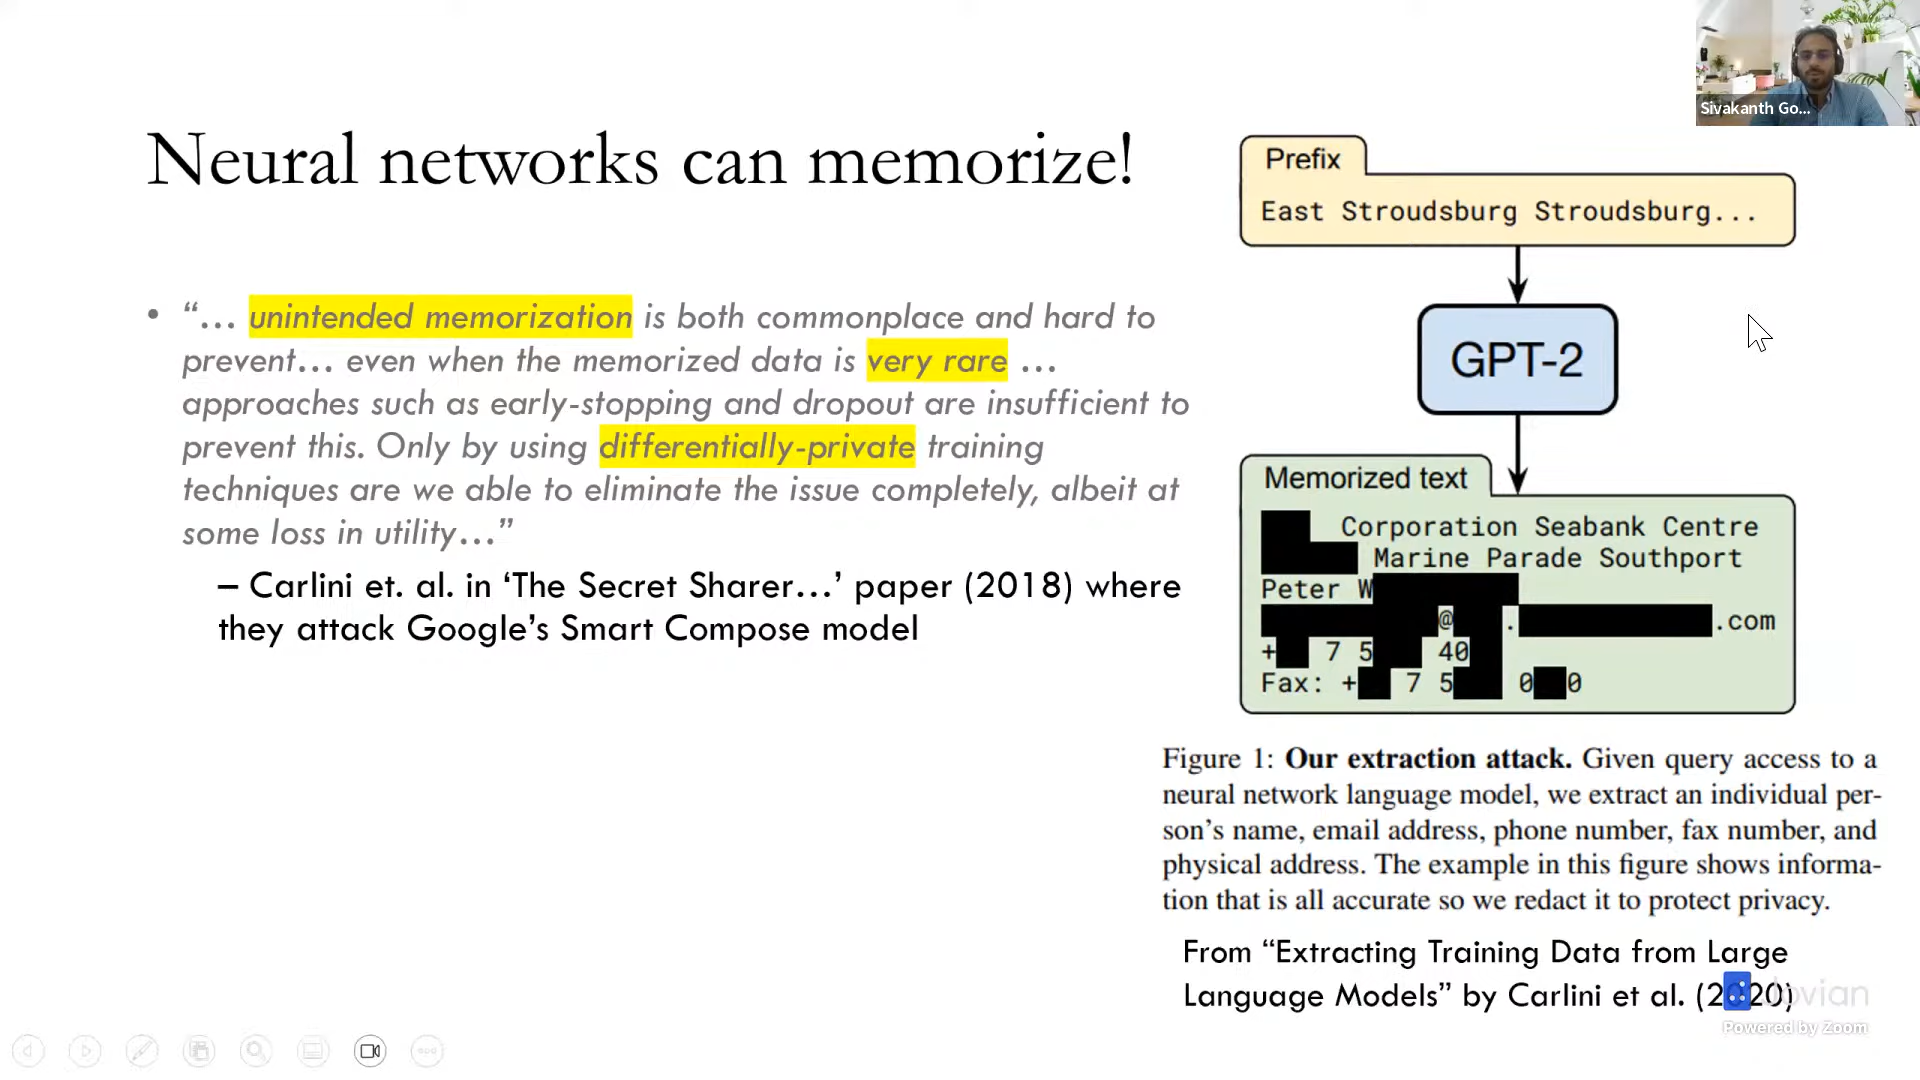 Sivakanth Go...
Neural networks can memorize!
• “... unintended memorization is both commonplace and hard to
prevent... even when the memorized data is very rare ...
approaches such as early-stopping and dropout are insufficient to
prevent this. Only by using differentially-private training
techniques are we able to eliminate the issue completely, albeit at
some loss in utility...”
– Carlini et. al. in ‘The Secret Sharer...’ paper (2018) where
they attack Google’s Smart Compose model
Prefix
East Stroudsburg Stroudsburg...
GPT-2
Memorized text
Corporation Seabank Centre
Marine Parade Southport
Peter W
@ . .com
+ 7 5 40
Fax: + 7 5 0 0
Figure 1: Our extraction attack. Given query access to a
neural network language model, we extract an individual per-
son’s name, email address, phone number, fax number, and
physical address. The example in this figure shows informa-
tion that is all accurate so we redact it to protect privacy.
From “Extracting Training Data from Large
Language Models” by Carlini et al. (2020)
Jovian
Powered by Zoom